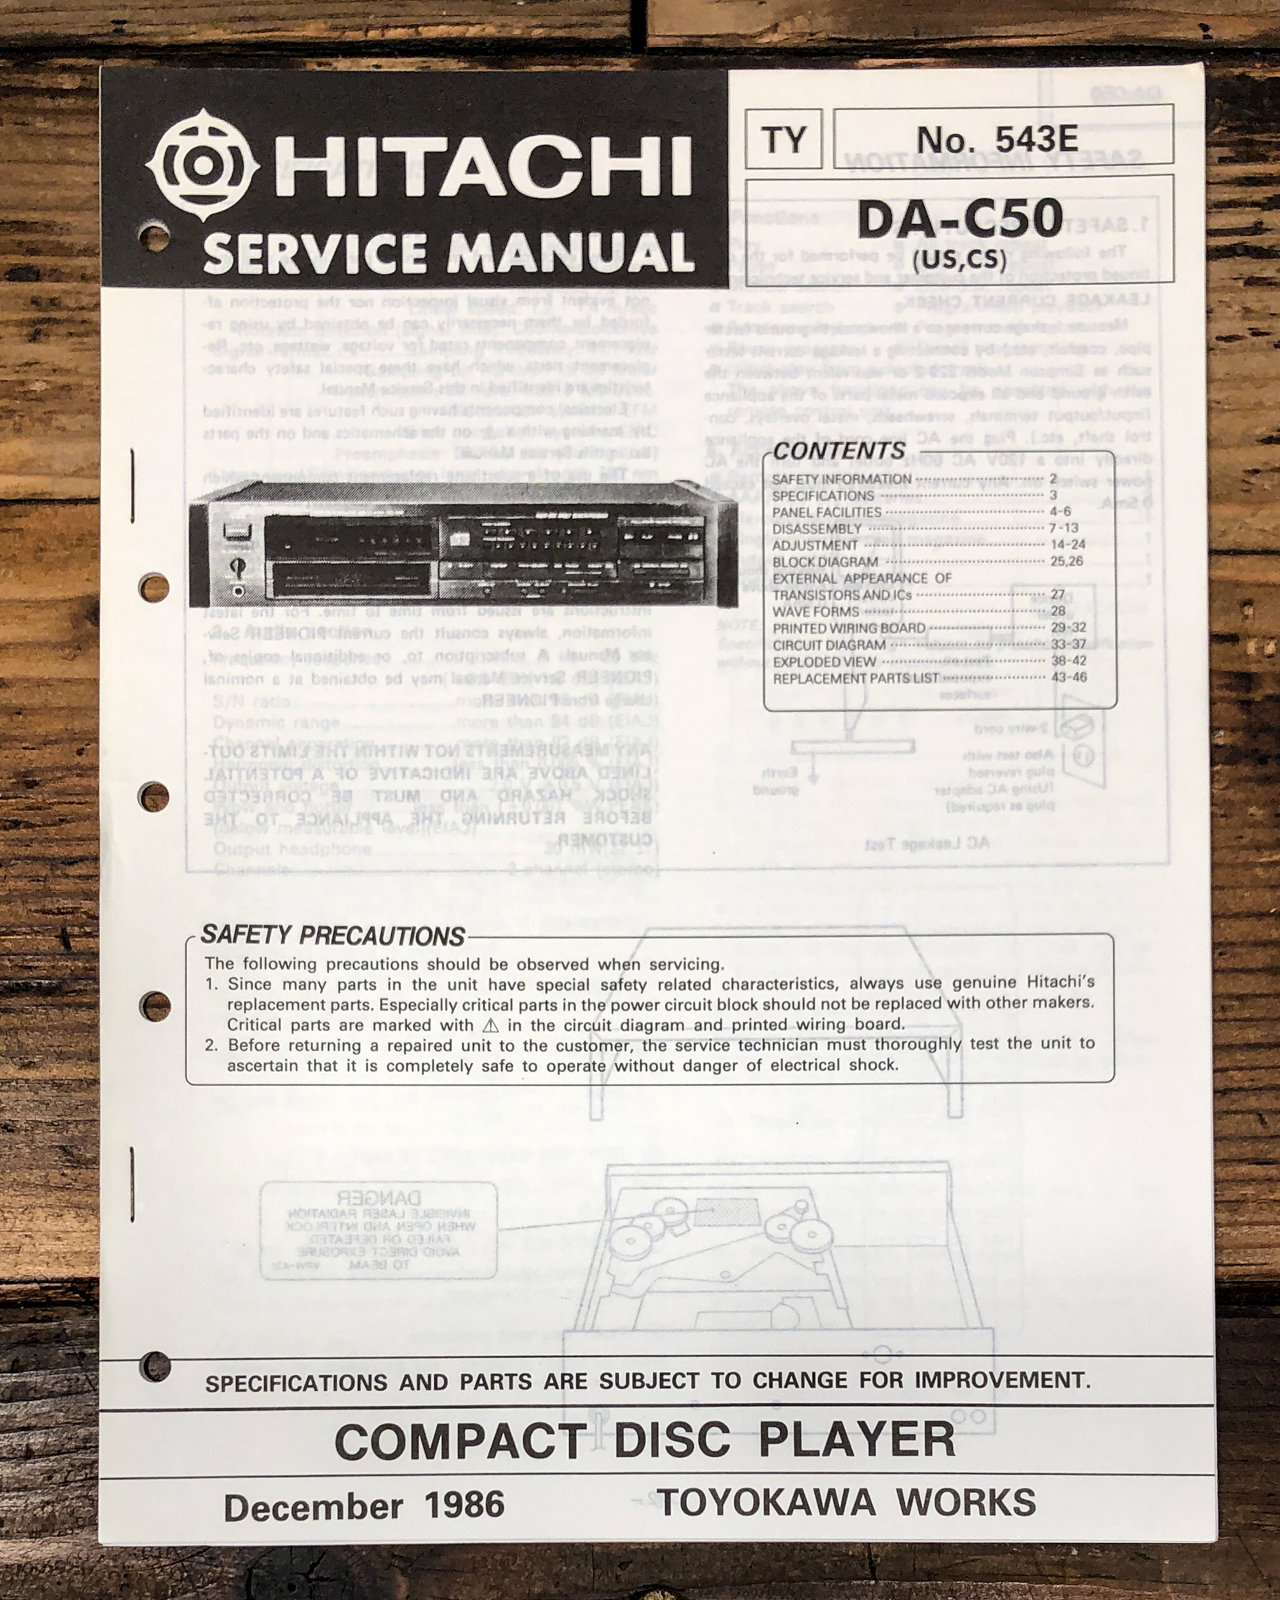 HITACHI
SERVICE MANUAL
TY
No. 543E
DA-C50
(US,CS)
CONTENTS
SAFETY INFORMATION 2
SPECIFICATIONS 3
PANEL FACILITIES 4-6
DISASSEMBLY 7-13
ADJUSTMENT 14-24
BLOCK DIAGRAM 25,26
EXTERNAL APPEARANCE OF
TRANSISTORS AND ICs 27
WAVE FORMS 28
PRINTED WIRING BOARD 29-32
CIRCUIT DIAGRAM 33-37
EXPLODED VIEW 38-42
REPLACEMENT PARTS LIST 43-46
SAFETY PRECAUTIONS
The following precautions should be observed when servicing.
1. Since many parts in the unit have special safety related characteristics, always use genuine Hitachi's
replacement parts. Especially critical parts in the power circuit block should not be replaced with other makers.
Critical parts are marked with ⚠ in the circuit diagram and printed wiring board.
2. Before returning a repaired unit to the customer, the service technician must thoroughly test the unit to
ascertain that it is completely safe to operate without danger of electrical shock.
SPECIFICATIONS AND PARTS ARE SUBJECT TO CHANGE FOR IMPROVEMENT.
COMPACT DISC PLAYER
December 1986
TOYOKAWA WORKS